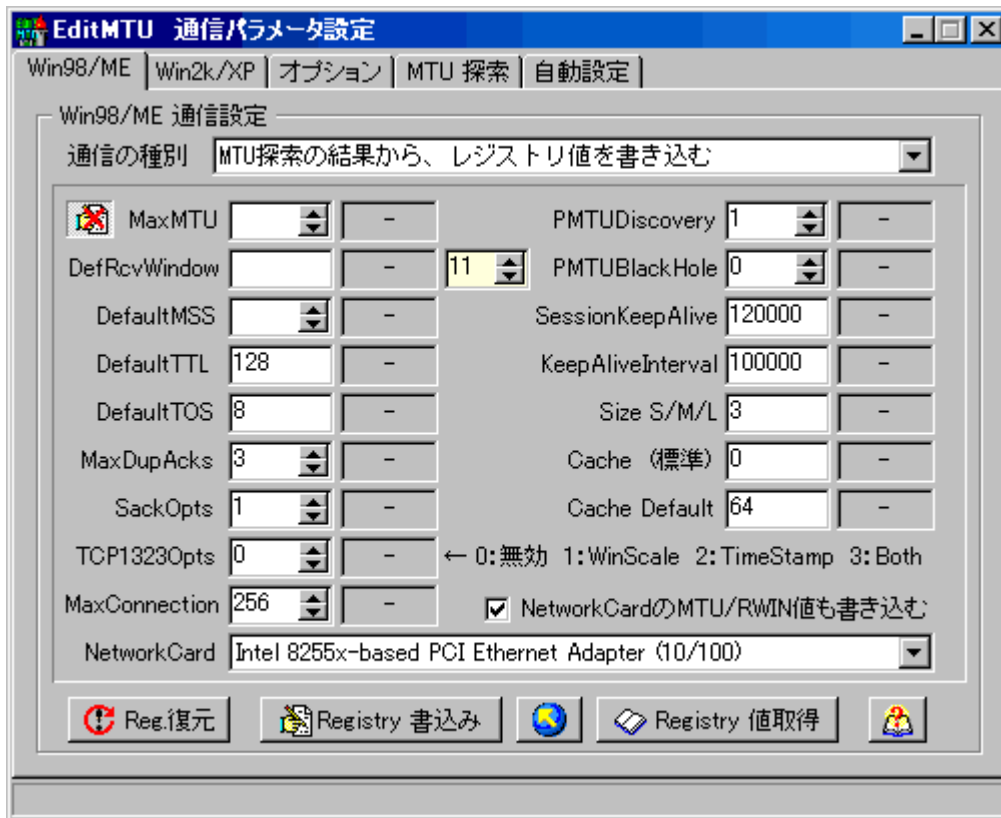 EditMTU 通信パラメータ設定
Win98/ME Win2k/XP オプション MTU 探索 自動設定
Win98/ME 通信設定
通信の種別 MTU探索の結果から、レジストリ値を書き込む
MaxMTU - PMTUDiscovery 1 -
DefRcvWindow - 11 PMTUBlackHole 0 -
DefaultMSS - SessionKeepAlive 120000 -
DefaultTTL 128 - KeepAliveInterval 100000 -
DefaultTOS 8 - Size S/M/L 3 -
MaxDupAcks 3 - Cache (標準) 0 -
SackOpts 1 - Cache Default 64 -
TCP1323Opts 0 - ← 0:無効 1:WinScale 2:TimeStamp 3:Both
MaxConnection 256 - NetworkCardのMTU/RWIN値も書き込む
NetworkCard Intel 8255x-based PCI Ethernet Adapter (10/100)
Reg.復元 Registry 書込み Registry 値取得